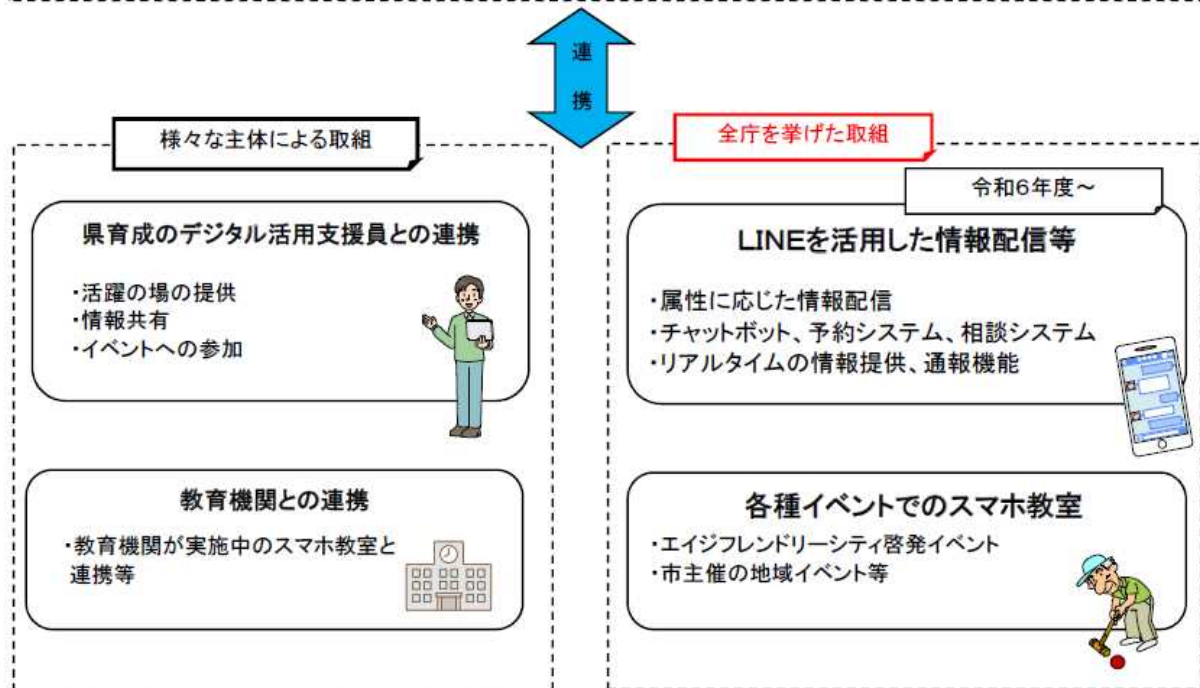 連
携
様々な主体による取組
県育成のデジタル活用支援員との連携
・活躍の場の提供
・情報共有
・イベントへの参加
教育機関との連携
・教育機関が実施中のスマホ教室と
連携等
全庁を挙げた取組
令和6年度～
LINEを活用した情報配信等
・属性に応じた情報配信
・チャットボット、予約システム、相談システム
・リアルタイムの情報提供、通報機能
各種イベントでのスマホ教室
・エイジフレンドリーシティ啓発イベント
・市主催の地域イベント等